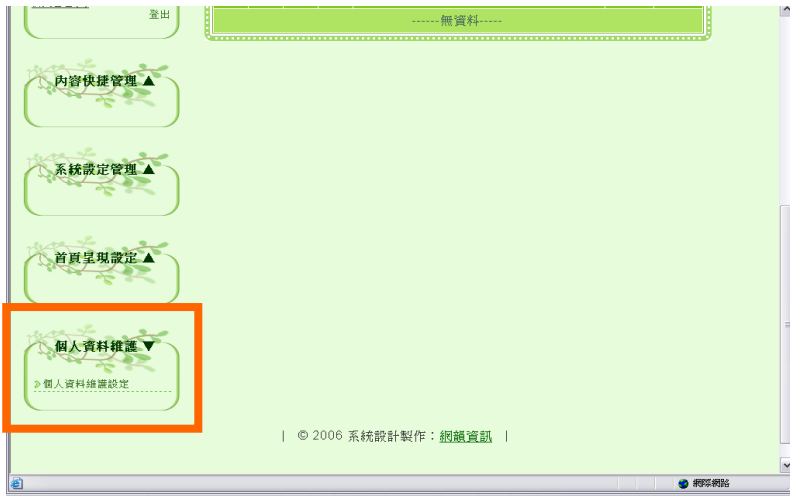 登出
------無資料-----
內容快捷管理 ▲
系統設定管理 ▲
首頁呈現設定 ▲
個人資料維護 ▼
個人資料維護設定
| © 2006 系統設計製作：網韻資訊 |
網際網路